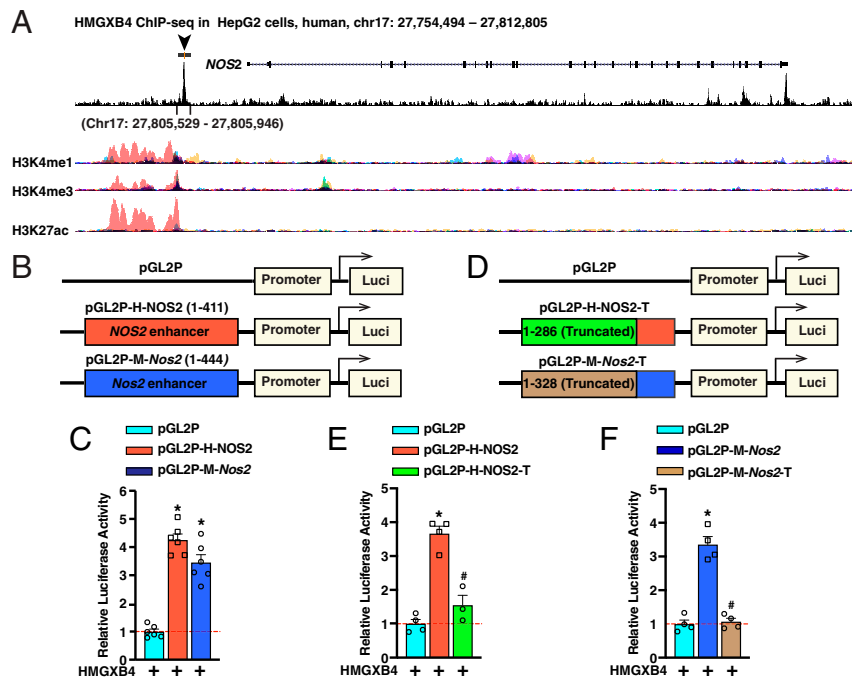 A
HMGXB4 ChIP-seq in HepG2 cells, human, chr17: 27,754,494 – 27,812,805
NOS2
(Chr17: 27,805,529 - 27,805,946)
H3K4me1
H3K4me3
H3K27ac
B
pGL2P
Promoter
Luci
pGL2P-H-NOS2 (1-411)
NOS2 enhancer
Promoter
Luci
pGL2P-M-Nos2 (1-444)
Nos2 enhancer
Promoter
Luci
D
pGL2P
Promoter
Luci
pGL2P-H-NOS2-T
1-286 (Truncated)
Promoter
Luci
pGL2P-M-Nos2-T
1-328 (Truncated)
Promoter
Luci
C
pGL2P
pGL2P-H-NOS2
pGL2P-M-Nos2
Relative Luciferase Activity
6
5
4
3
2
1
0
*
*
HMGXB4 + + +
E
pGL2P
pGL2P-H-NOS2
pGL2P-H-NOS2-T
Relative Luciferase Activity
5
4
3
2
1
0
*
#
HMGXB4 + + +
F
pGL2P
pGL2P-M-Nos2
pGL2P-M-Nos2-T
Relative Luciferase Activity
5
4
3
2
1
0
*
#
HMGXB4 + + +